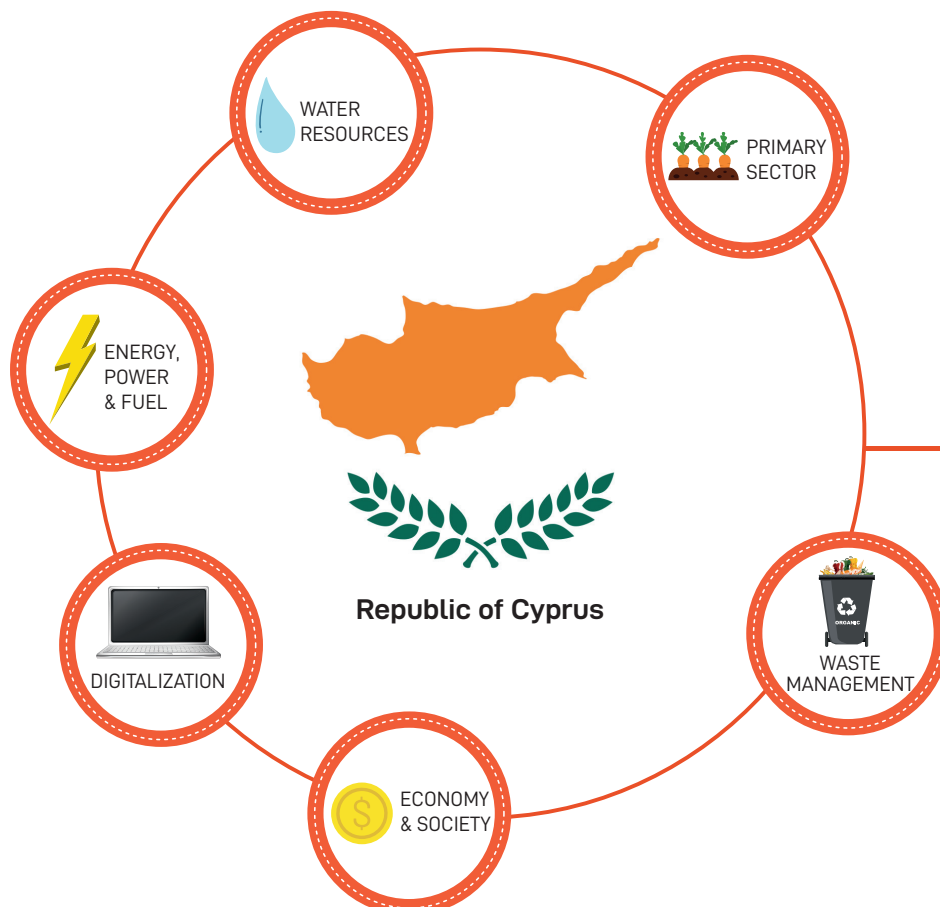 WATER
RESOURCES
PRIMARY
SECTOR
ENERGY,
POWER
& FUEL
Republic of Cyprus
ORGANIC
WASTE
MANAGEMENT
DIGITALIZATION
$
ECONOMY
& SOCIETY